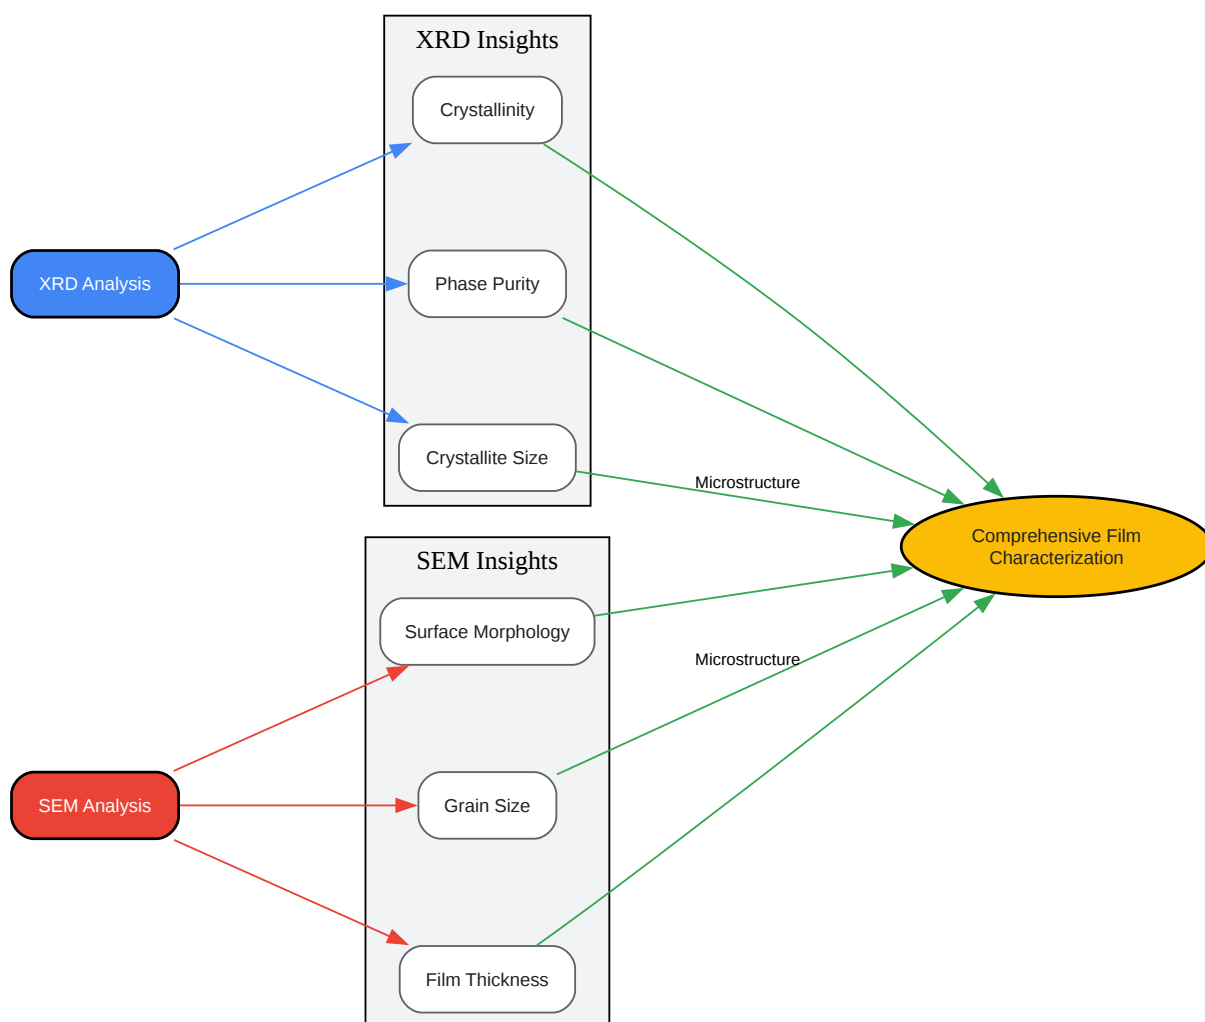 XRD Insights
Crystallinity
XRD Analysis
Phase Purity
Crystallite Size
Microstructure
Comprehensive Film
Characterization
SEM Insights
Surface Morphology
Microstructure
SEM Analysis
Grain Size
Film Thickness